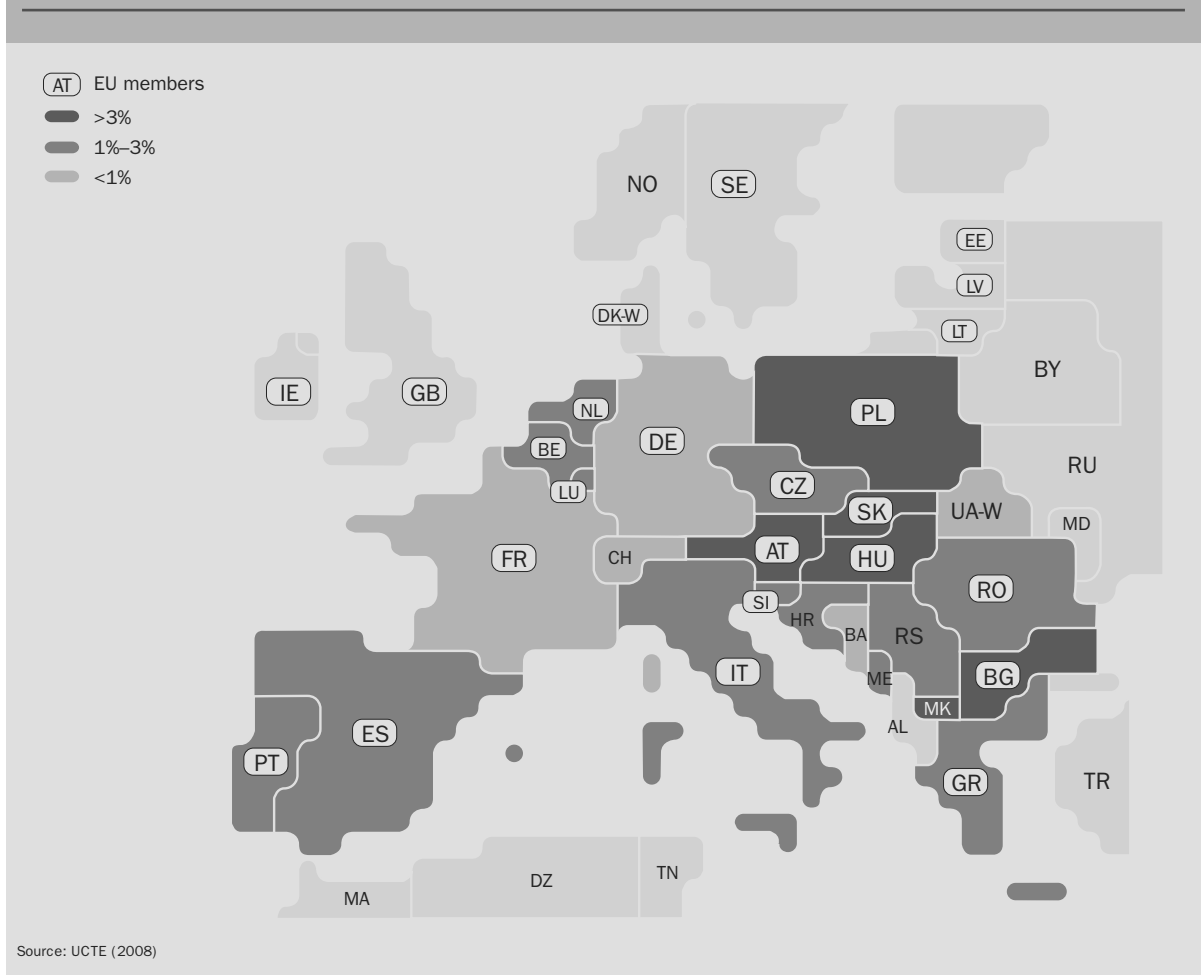 AT EU members
>3%
1%–3%
<1%
NO
SE
EE
LV
DK-W
LT
IE
GB
BY
NL
PL
BE
DE
RU
LU
CZ
SK
UA-W
MD
FR
CH
AT
HU
RO
SI
HR
BA
RS
IT
ME
BG
MK
ES
AL
PT
GR
TR
TN
DZ
MA
Source: UCTE (2008)